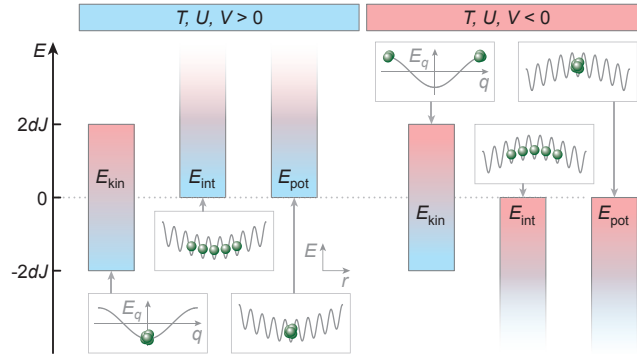 T, U, V > 0
T, U, V < 0
E
2dJ
0
-2dJ
E_kin
E_int
E_pot
E_q
q
E
r
E_q
q
E_kin
E_int
E_pot